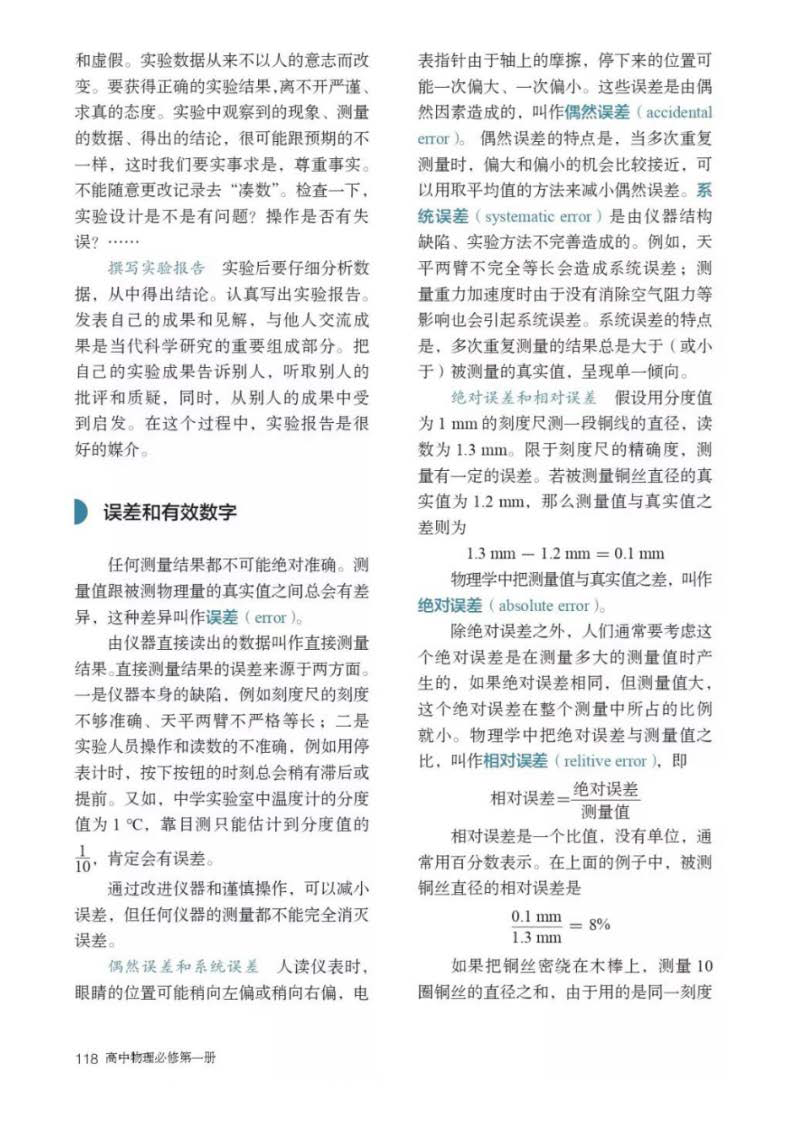 和虚假。实验数据从来不以人的意志而改
变。要获得正确的实验结果,离不开严谨、
求真的态度。实验中观察到的现象、测量
的数据、得出的结论，很可能跟预期的不
一样，这时我们要实事求是，尊重事实。
不能随意更改记录去“凑数”。检查一下，
实验设计是不是有问题？操作是否有失
误？……
撰写实验报告 实验后要仔细分析数
据，从中得出结论。认真写出实验报告。
发表自己的成果和见解，与他人交流成
果是当代科学研究的重要组成部分。把
自己的实验成果告诉别人，听取别人的
批评和质疑，同时，从别人的成果中受
到启发。在这个过程中，实验报告是很
好的媒介。
误差和有效数字
任何测量结果都不可能绝对准确。测
量值跟被测物理量的真实值之间总会有差
异，这种差异叫作误差（error）。
由仪器直接读出的数据叫作直接测量
结果。直接测量结果的误差来源于两方面。
一是仪器本身的缺陷，例如刻度尺的刻度
不够准确、天平两臂不严格等长；二是
实验人员操作和读数的不准确，例如用停
表计时，按下按钮的时刻总会稍有滞后或
提前。又如，中学实验室中温度计的分度
值为 1 ℃，靠目测只能估计到分度值的
1/10，肯定会有误差。
通过改进仪器和谨慎操作，可以减小
误差，但任何仪器的测量都不能完全消灭
误差。
偶然误差和系统误差 人读仪表时，
眼睛的位置可能稍向左偏或稍向右偏，电
表指针由于轴上的摩擦，停下来的位置可
能一次偏大、一次偏小。这些误差是由偶
然因素造成的，叫作偶然误差（accidental
error）。偶然误差的特点是，当多次重复
测量时，偏大和偏小的机会比较接近，可
以用取平均值的方法来减小偶然误差。系
统误差（systematic error）是由仪器结构
缺陷、实验方法不完善造成的。例如，天
平两臂不完全等长会造成系统误差；测
量重力加速度时由于没有消除空气阻力等
影响也会引起系统误差。系统误差的特点
是，多次重复测量的结果总是大于（或小
于）被测量的真实值，呈现单一倾向。
绝对误差和相对误差 假设用分度值
为 1 mm 的刻度尺测一段铜线的直径，读
数为 1.3 mm。限于刻度尺的精确度，测
量有一定的误差。若被测量铜丝直径的真
实值为 1.2 mm，那么测量值与真实值之
差则为
1.3 mm − 1.2 mm = 0.1 mm
物理学中把测量值与真实值之差，叫作
绝对误差（absolute error）。
除绝对误差之外，人们通常要考虑这
个绝对误差是在测量多大的测量值时产
生的，如果绝对误差相同，但测量值大，
这个绝对误差在整个测量中所占的比例
就小。物理学中把绝对误差与测量值之
比，叫作相对误差（relitive error），即
相对误差=绝对误差/测量值
相对误差是一个比值，没有单位，通
常用百分数表示。在上面的例子中，被测
铜丝直径的相对误差是
0.1 mm/1.3 mm = 8%
如果把铜丝密绕在木棒上，测量 10
圈铜丝的直径之和，由于用的是同一刻度
118 高中物理必修第一册